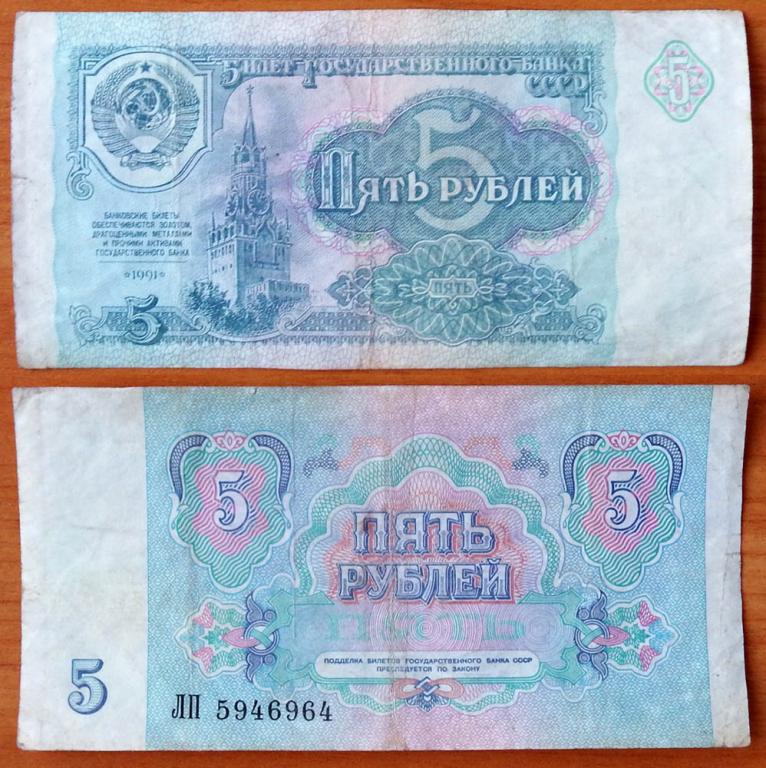 Билет Государственного Банка
СССР
5
5
Пять рублей
Банковские билеты
обеспечиваются золотом,
драгоценными металлами
и прочими активами
Государственного банка
*1991*
ПЯТЬ
5
5
5
ПЯТЬ
РУБЛЕЙ
ПЯТЬ
ПОДДЕЛКА БИЛЕТОВ ГОСУДАРСТВЕННОГО БАНКА СССР
ПРЕСЛЕДУЕТСЯ ПО ЗАКОНУ
5
ЛП 5946964